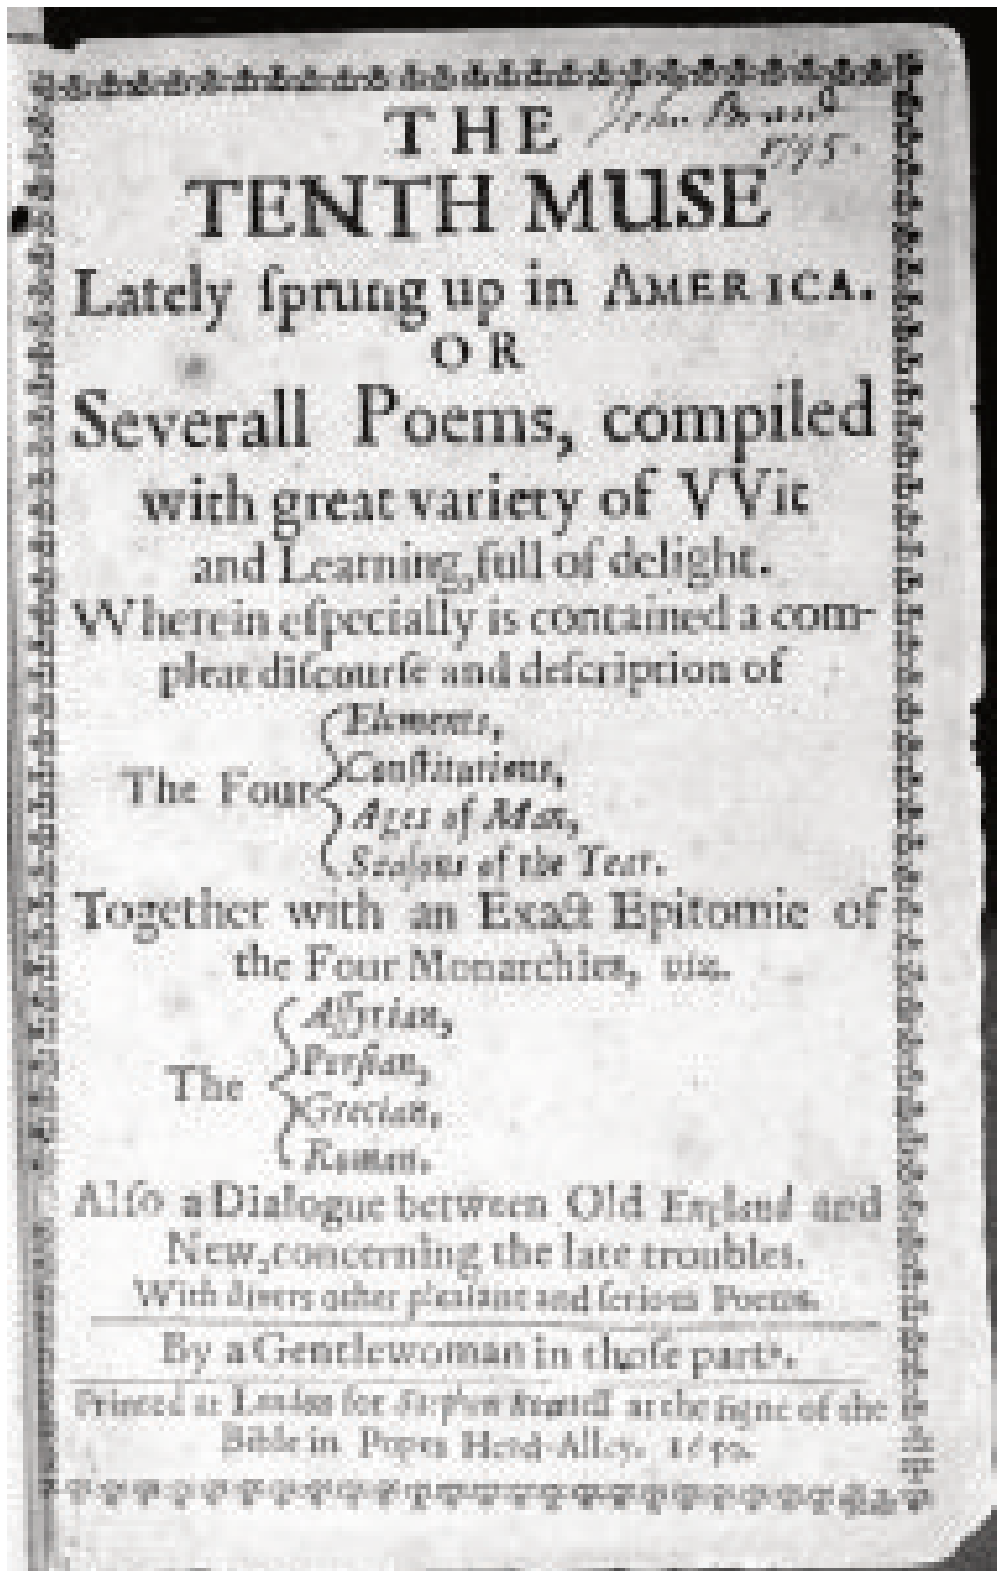 THE
John Brand
1795.
TENTH MUSE
Lately ſprung up in AMERICA.
OR
Severall Poems, compiled
with great variety of VVit
and Learning, full of delight.
Wherein eſpecially is contained a com-
pleat diſcourſe and deſcription of
Elements,
Conſtitutions,
The Four
Ages of Man,
Seaſons of the Year.
Together with an Exact Epitomie of
the Four Monarchies, viz.
Aſſyrian,
Perſian,
The
Grecian,
Roman.
Alſo a Dialogue between Old England and
New, concerning the late troubles.
With divers other pleaſant and ſerious Poems.
By a Gentlewoman in thoſe parts.
Printed at London for Stephen Bowtell at the ſigne of the
Bible in Popes Head-Alley. 1650.